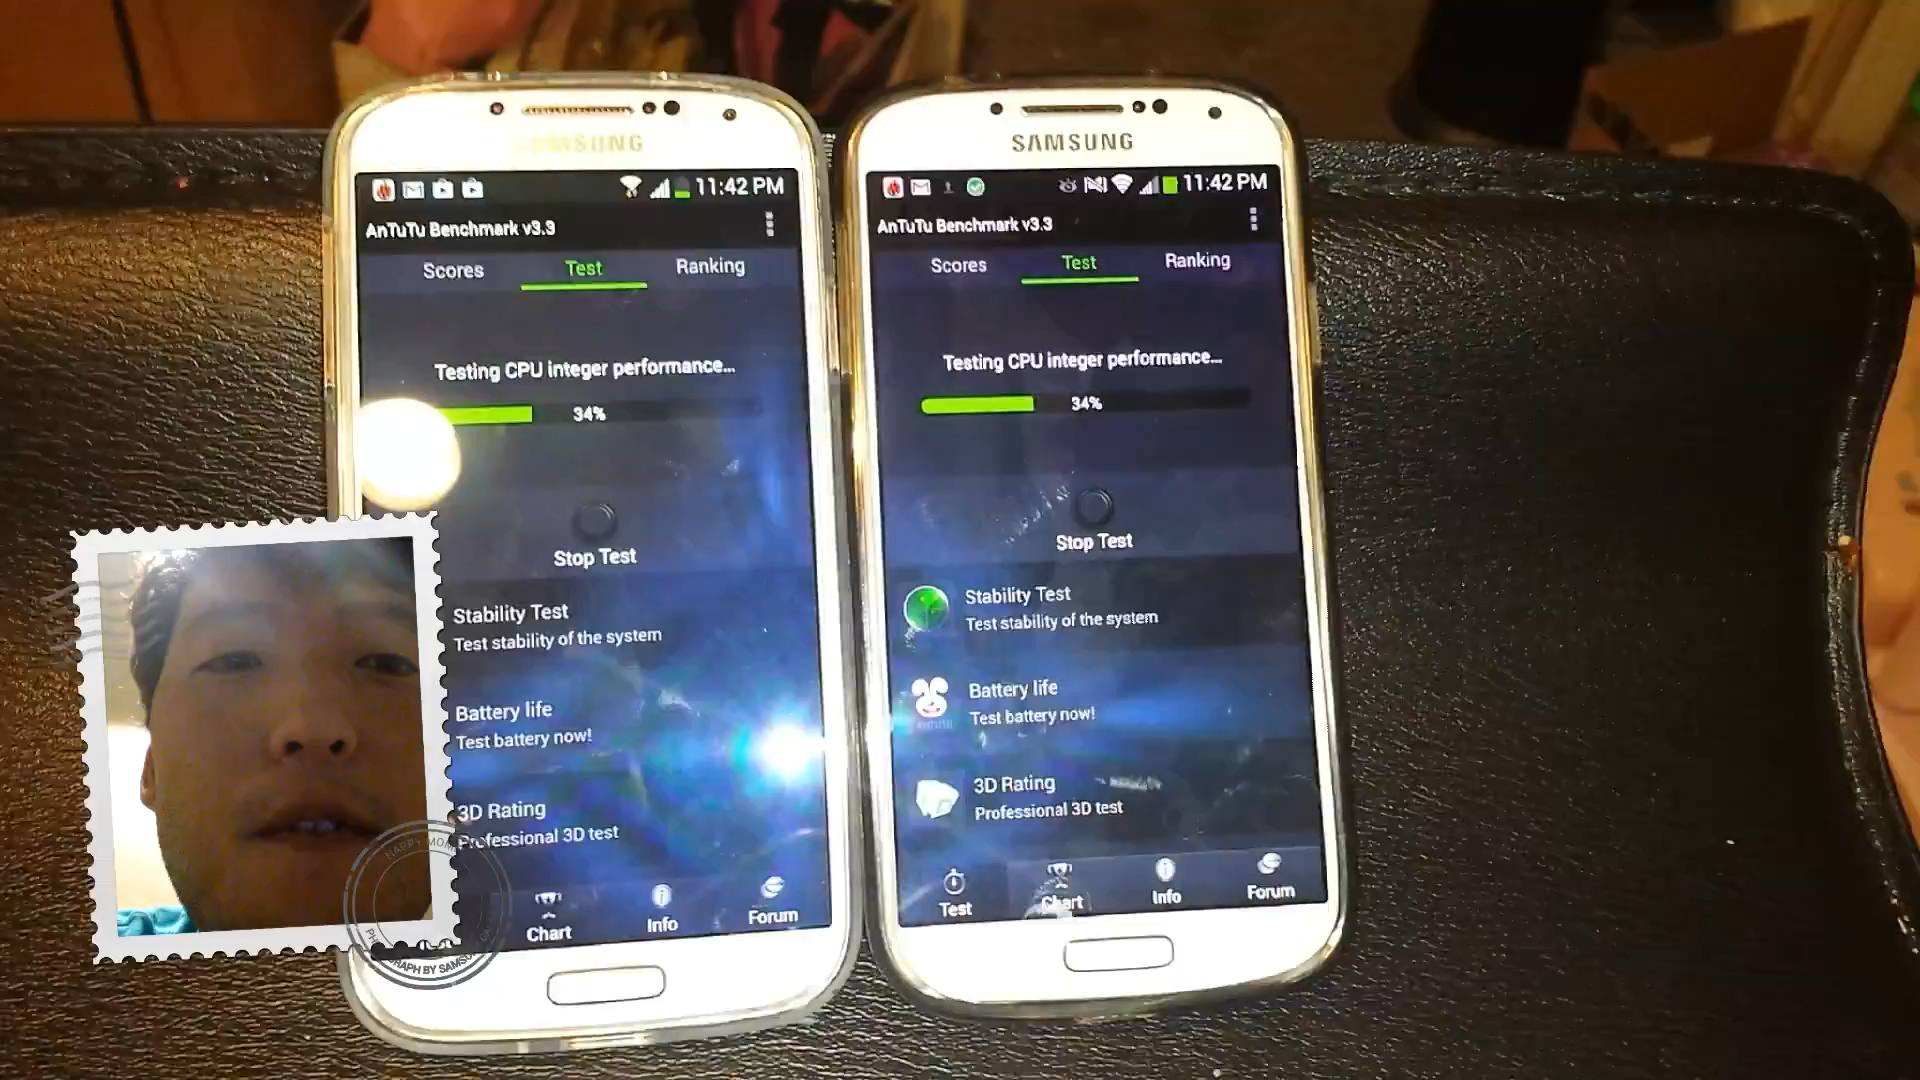 SAMSUNG
11:42 PM
AnTuTu Benchmark v3.3
Scores Test Ranking
Testing CPU integer performance...
34%
Stop Test
Stability Test
Test stability of the system
Battery life
Test battery now!
3D Rating
Professional 3D test
Chart Info Forum
SAMSUNG
11:42 PM
AnTuTu Benchmark v3.3
Scores Test Ranking
Testing CPU integer performance...
34%
Stop Test
Stability Test
Test stability of the system
Battery life
Test battery now!
3D Rating
Professional 3D test
Test Chart Info Forum
HAPPY